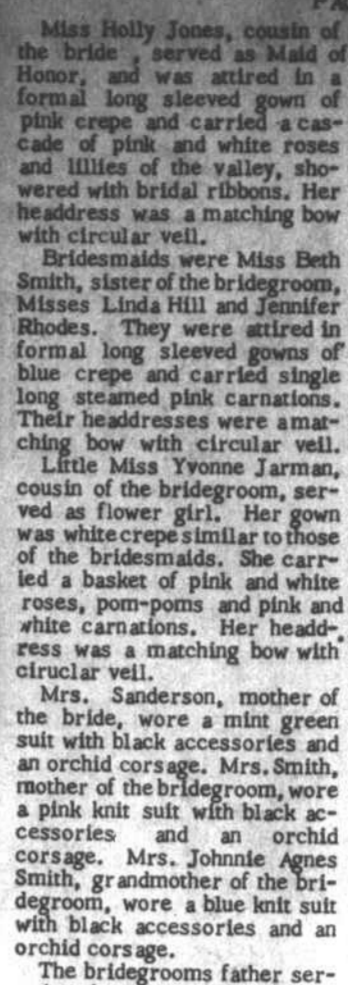 Miss Holly Jones, cousin of
the bride , served as Maid of
Honor, and was attired in a
formal long sleeved gown of
pink crepe and carried a cas-
cade of pink and white roses
and lillies of the valley, sho-
wered with bridal ribbons. Her
headdress was a matching bow
with circular veil.
Bridesmaids were Miss Beth
Smith, sister of the bridegroom,
Misses Linda Hill and Jennifer
Rhodes. They were attired in
formal long sleeved gowns of
blue crepe and carried single
long steamed pink carnations.
Their headdresses were a mat-
ching bow with circular veil.
Little Miss Yvonne Jarman,
cousin of the bridegroom, ser-
ved as flower girl. Her gown
was white crepe similar to those
of the bridesmaids. She carr-
ied a basket of pink and white
roses, pom-poms and pink and
white carnations. Her headd-
ress was a matching bow with
ciruclar veil.
Mrs. Sanderson, mother of
the bride, wore a mint green
suit with black accessories and
an orchid corsage. Mrs. Smith,
mother of the bridegroom, wore
a pink knit suit with black ac-
cessories and an orchid
corsage. Mrs. Johnnie Agnes
Smith, grandmother of the bri-
degroom, wore a blue knit suit
with black accessories and an
orchid corsage.
The bridegrooms father ser-